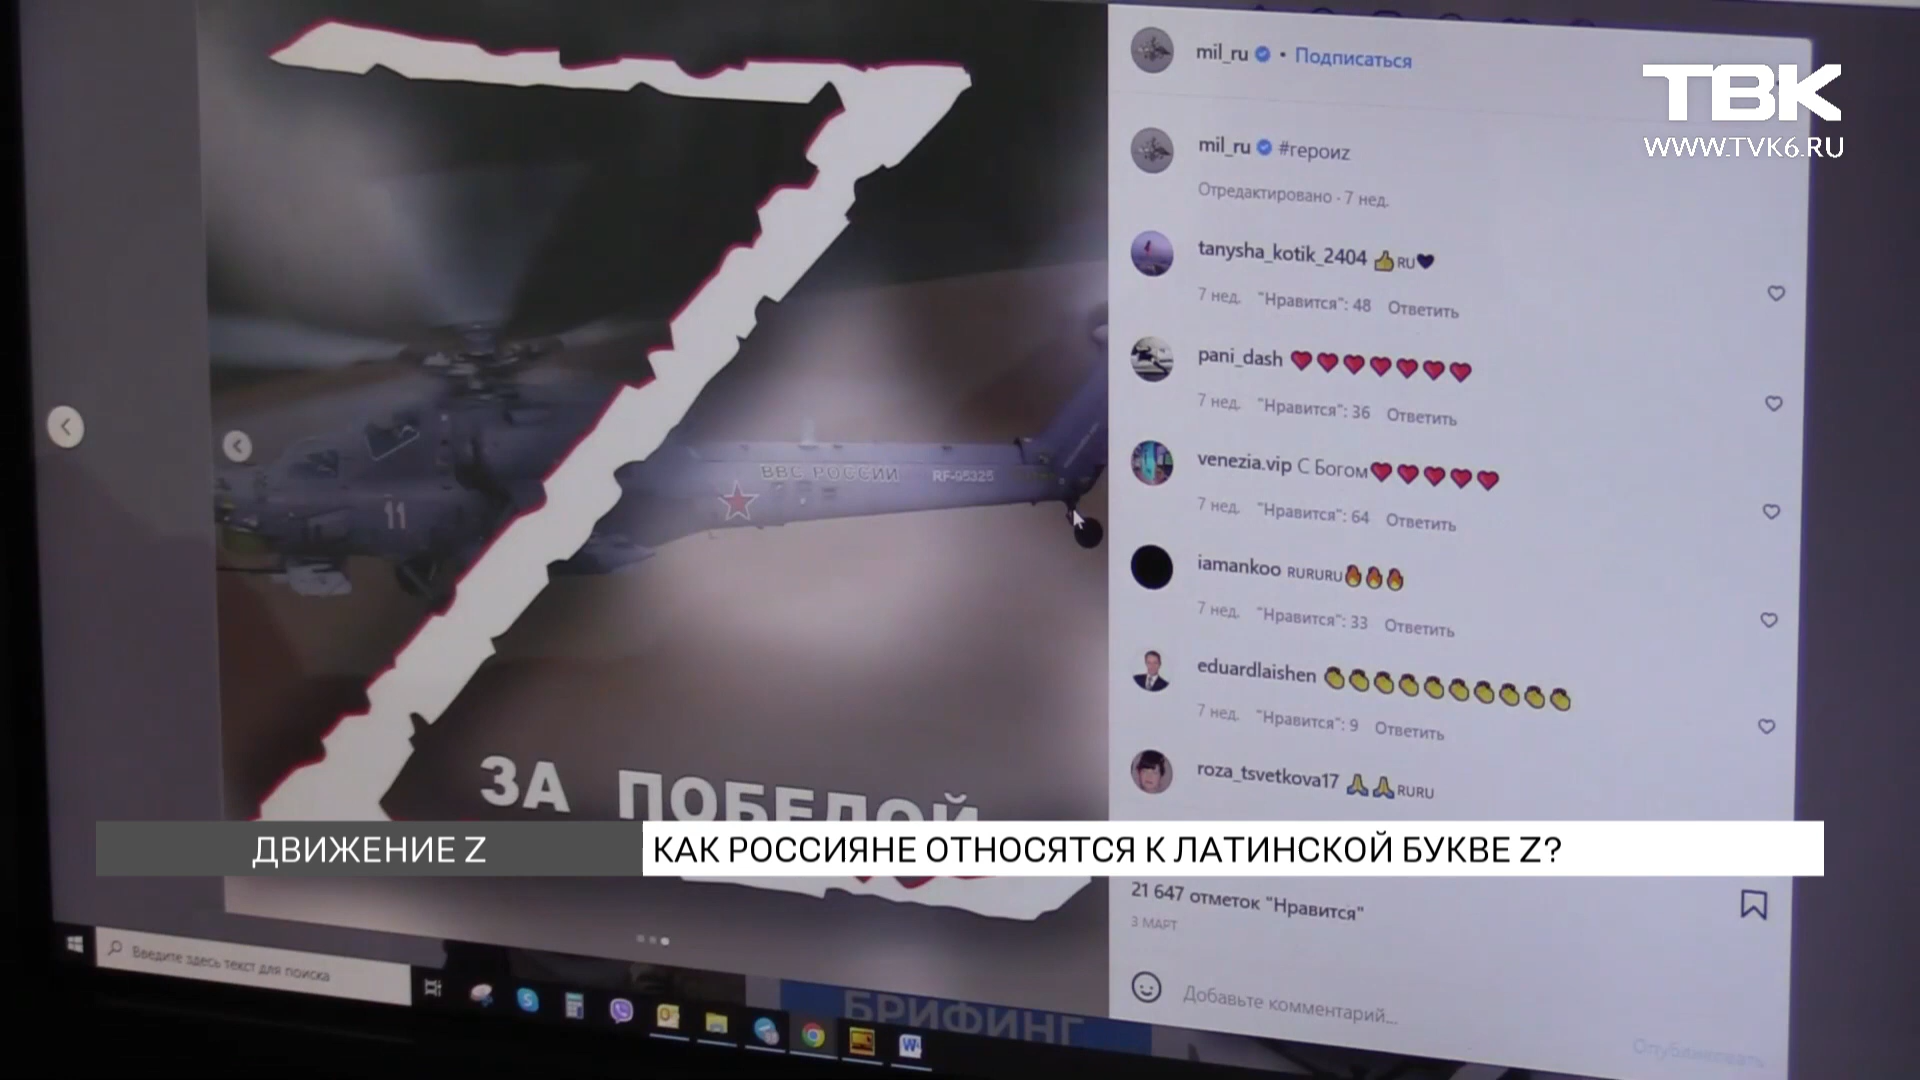 mil_ru • Подписаться
ТВК
WWW.TVK6.RU
mil_ru #героиz
Отредактировано · 7 нед.
tanysha_kotik_2404 RU
7 нед. "Нравится": 48 Ответить
pani_dash
7 нед. "Нравится": 36 Ответить
venezia.vip С Богом
7 нед. "Нравится": 64 Ответить
iamankoo RURURU
7 нед. "Нравится": 33 Ответить
eduardlaishen
7 нед. "Нравится": 9 Ответить
roza_tsvetkova17 RURU
Z
ВВС РОССИИ RF-95325
11
ЗА ПОБЕДОЙ
ДВИЖЕНИЕ Z
КАК РОССИЯНЕ ОТНОСЯТСЯ К ЛАТИНСКОЙ БУКВЕ Z?
21 647 отметок "Нравится"
3 МАРТ
Добавьте комментарий...
Опубликовать
Введите здесь текст для поиска
БРИФИНГ